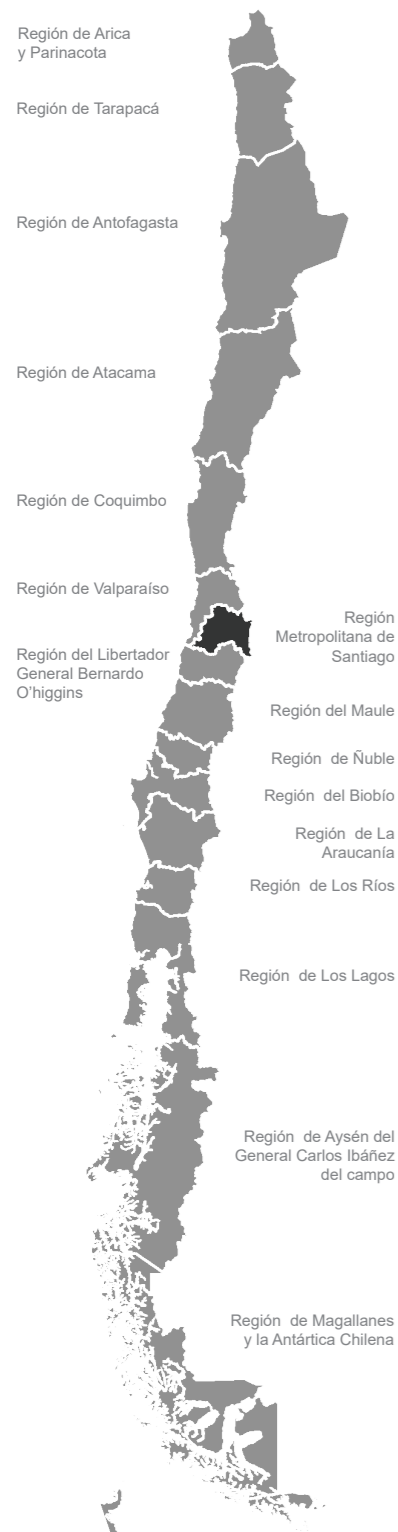 Región de Arica
y Parinacota
Región de Tarapacá
Región de Antofagasta
Región de Atacama
Región de Coquimbo
Región de Valparaíso
Región
Metropolitana de
Santiago
Región del Libertador
General Bernardo
O'higgins
Región del Maule
Región de Ñuble
Región del Biobío
Región de La
Araucanía
Región de Los Ríos
Región de Los Lagos
Región de Aysén del
General Carlos Ibáñez
del campo
Región de Magallanes
y la Antártica Chilena